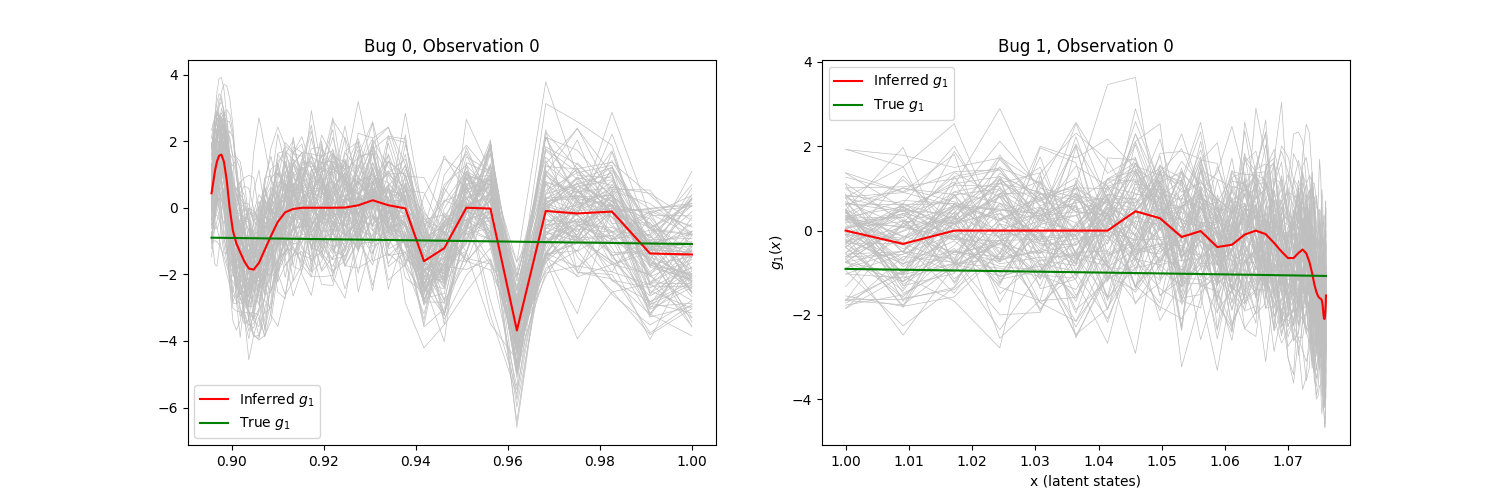 Bug 0, Observation 0
4
2
0
−2
−4
−6
Inferred g₁
True g₁
0.90 0.92 0.94 0.96 0.98 1.00
Bug 1, Observation 0
Inferred g₁
True g₁
4
2
0
−2
−4
g₁(x)
1.00 1.01 1.02 1.03 1.04 1.05 1.06 1.07
x (latent states)